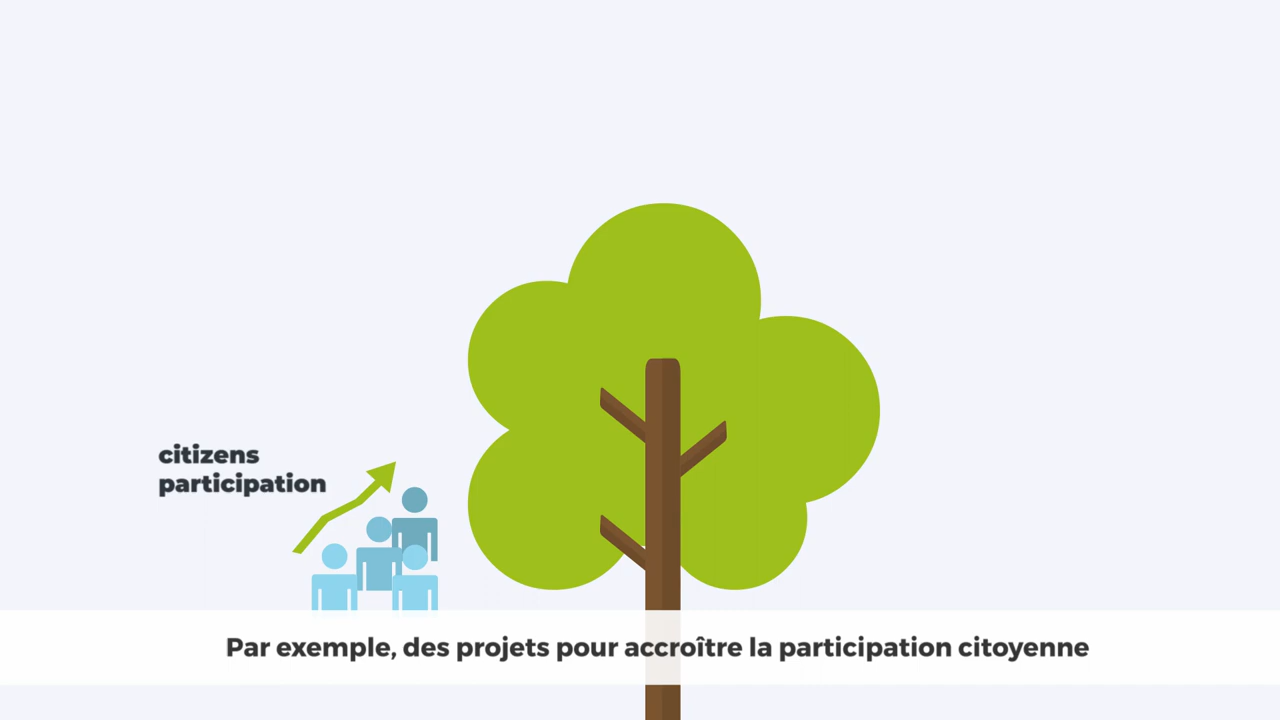 citizens
participation
Par exemple, des projets pour accroître la participation citoyenne